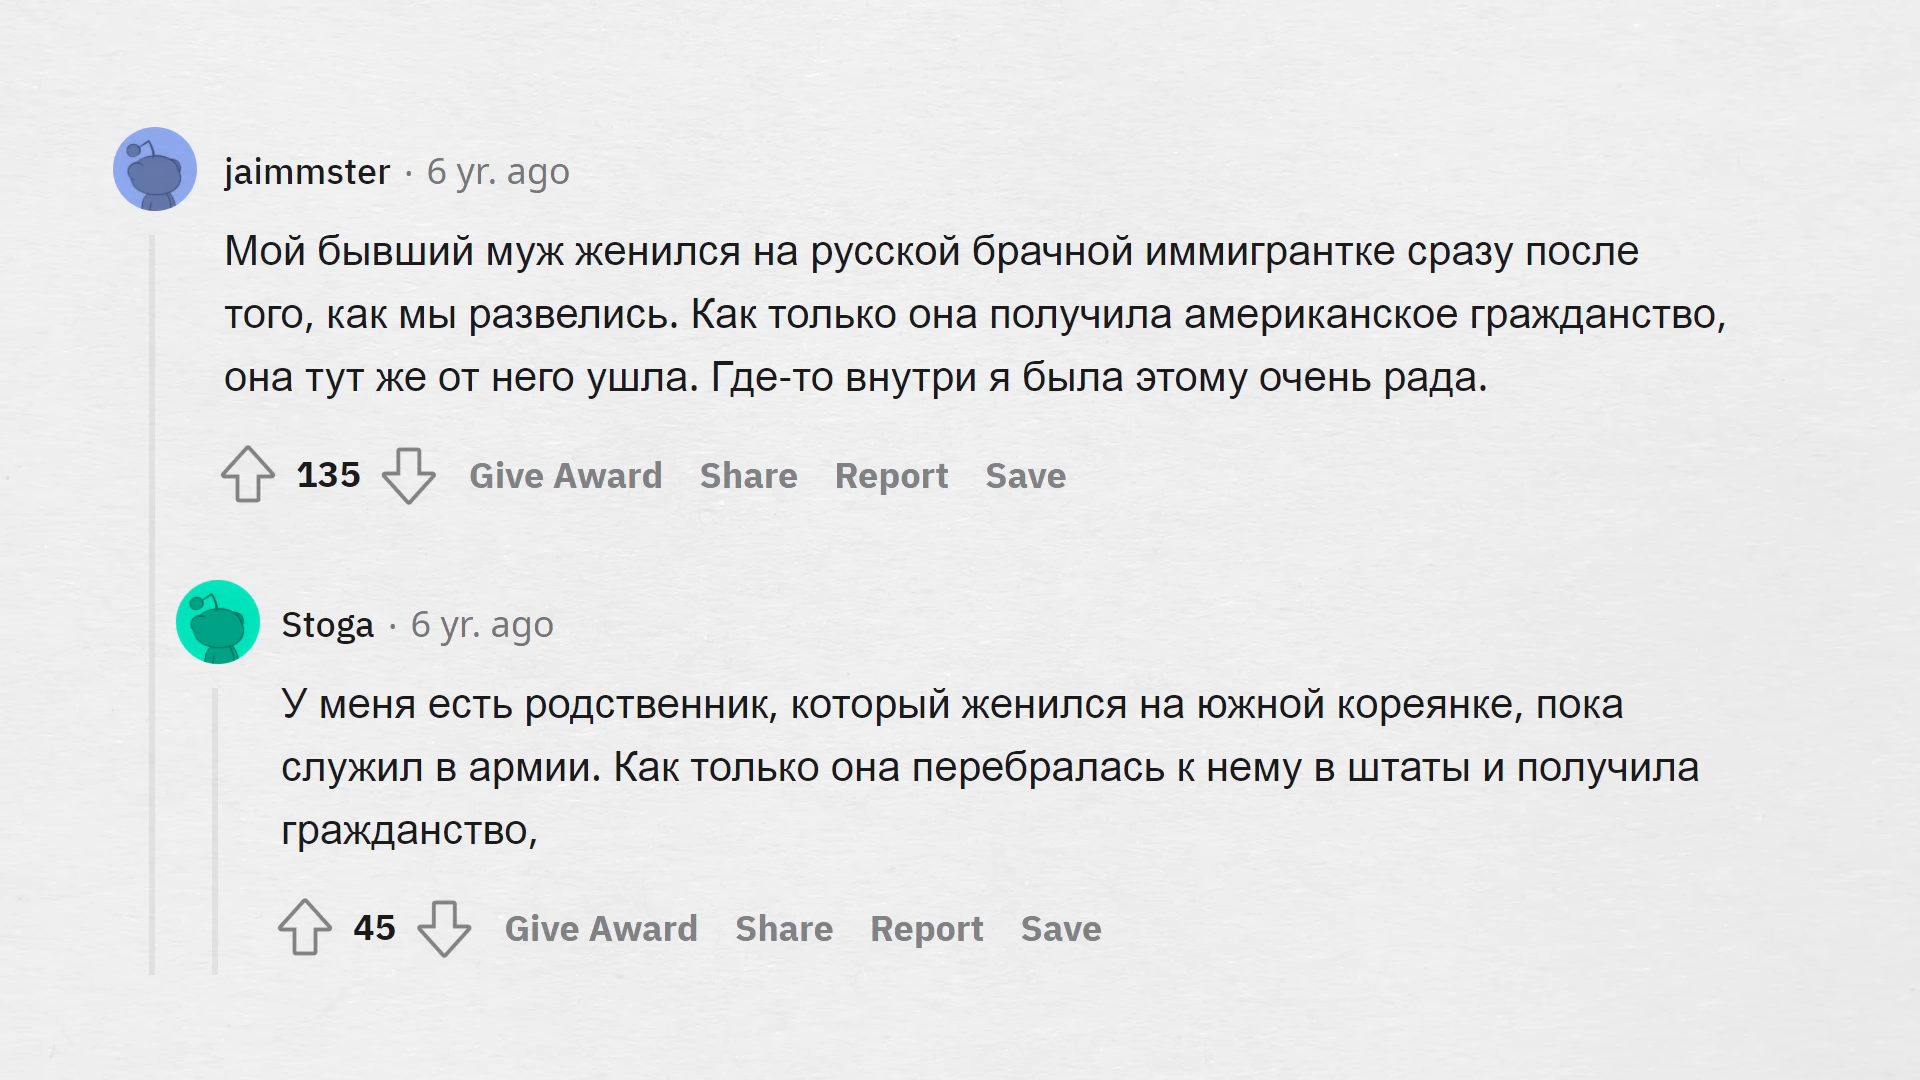 jaimmster · 6 yr. ago
Мой бывший муж женился на русской брачной иммигрантке сразу после
того, как мы развелись. Как только она получила американское гражданство,
она тут же от него ушла. Где-то внутри я была этому очень рада.
135 Give Award Share Report Save
Stoga · 6 yr. ago
У меня есть родственник, который женился на южной кореянке, пока
служил в армии. Как только она перебралась к нему в штаты и получила
гражданство,
45 Give Award Share Report Save